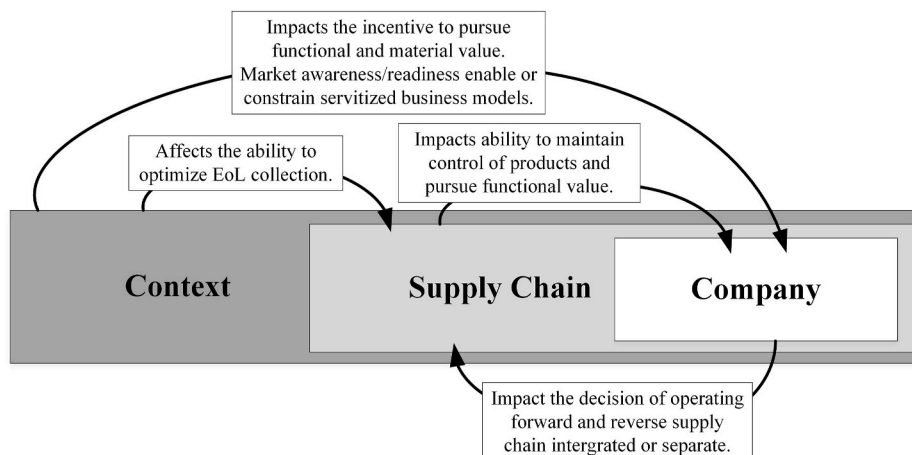 Impacts the incentive to pursue
functional and material value.
Market awareness/readiness enable or
constrain servitized business models.
Affects the ability to
optimize EoL collection.
Impacts ability to maintain
control of products and
pursue functional value.
Context
Supply Chain
Company
Impact the decision of operating
forward and reverse supply
chain intergrated or separate.